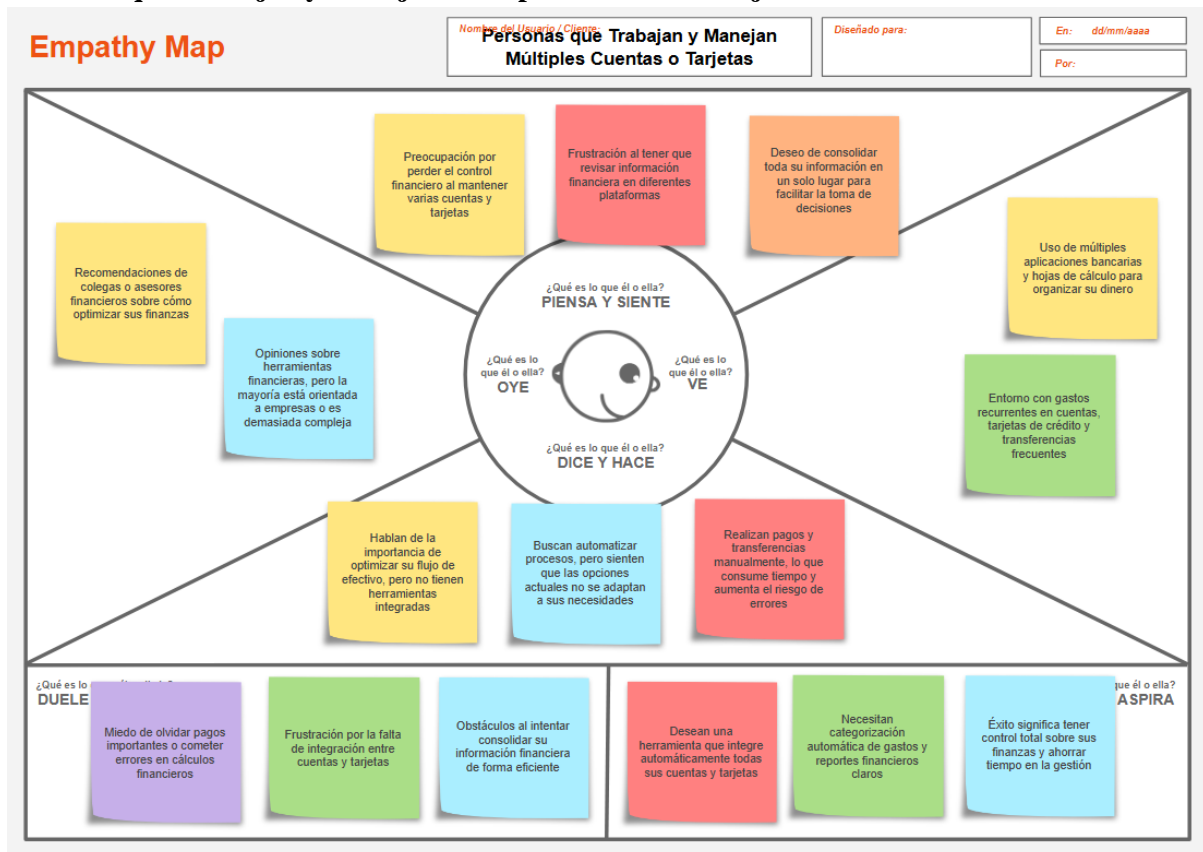 Empathy Map
Nombre del Usuario / Cliente:
Personas que Trabajan y Manejan
Múltiples Cuentas o Tarjetas
Diseñado para:
En: dd/mm/aaaa
Por:
Preocupación por
perder el control
financiero al mantener
varias cuentas y
tarjetas
Frustración al tener que
revisar información
financiera en diferentes
plataformas
Deseo de consolidar
toda su información en
un solo lugar para
facilitar la toma de
decisiones
Recomendaciones de
colegas o asesores
financieros sobre cómo
optimizar sus finanzas
Opiniones sobre
herramientas
financieras, pero la
mayoría está orientada
a empresas o es
demasiada compleja
Uso de múltiples
aplicaciones bancarias
y hojas de cálculo para
organizar su dinero
Entorno con gastos
recurrentes en cuentas,
tarjetas de crédito y
transferencias
frecuentes
¿Qué es lo que él o ella?
PIENSA Y SIENTE
¿Qué es lo
que él o ella?
OYE
¿Qué es lo
que él o ella?
VE
¿Qué es lo que él o ella?
DICE Y HACE
Hablan de la
importancia de
optimizar su flujo de
efectivo, pero no tienen
herramientas
integradas
Buscan automatizar
procesos, pero sienten
que las opciones
actuales no se adaptan
a sus necesidades
Realizan pagos y
transferencias
manualmente, lo que
consume tiempo y
aumenta el riesgo de
errores
¿Qué es lo
DUELE
Miedo de olvidar pagos
importantes o cometer
errores en cálculos
financieros
Frustración por la falta
de integración entre
cuentas y tarjetas
Obstáculos al intentar
consolidar su
información financiera
de forma eficiente
Desean una
herramienta que integre
automáticamente todas
sus cuentas y tarjetas
Necesitan
categorización
automática de gastos y
reportes financieros
claros
Éxito significa tener
control total sobre sus
finanzas y ahorrar
tiempo en la gestión
que él o ella?
ASPIRA